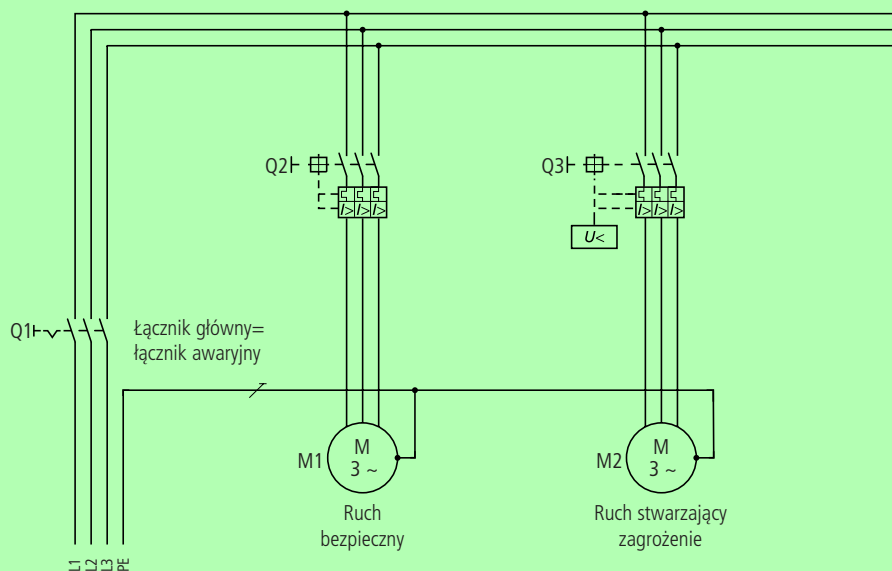 Q2
I>
I>
I>
Q3
I>
I>
I>
U<
Q1
Łącznik główny=
łącznik awaryjny
M1
M
3 ~
M2
M
3 ~
Ruch
bezpieczny
Ruch stwarzający
zagrożenie
L1
L2
L3
PE